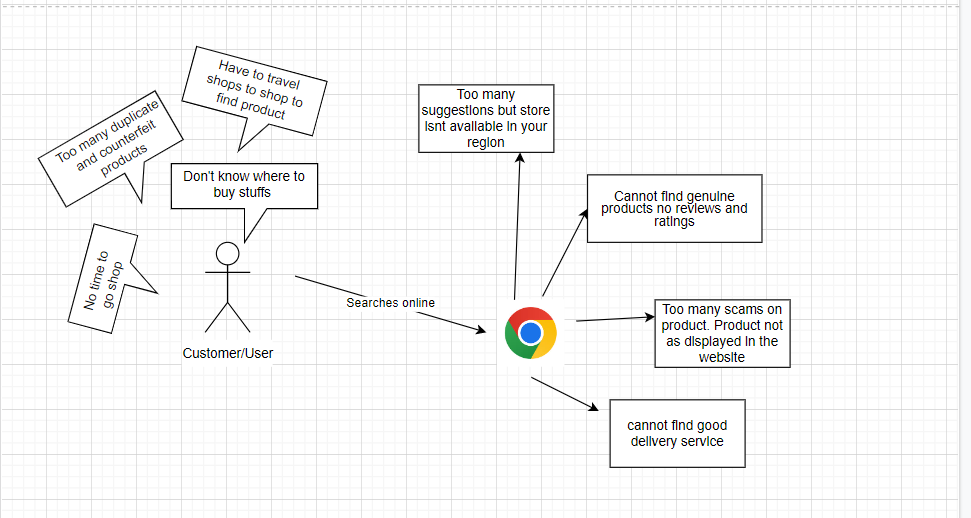 Have to travel
shops to shop to
find product
Too many duplicate
and counterfeit
products
Don't know where to
buy stuffs
No time to
go shop
Customer/User
Searches online
Too many
suggestions but store
isnt available in your
region
Cannot find genuine
products no reviews and
ratings
Too many scams on
product. Product not
as displayed in the
website
cannot find good
delivery service